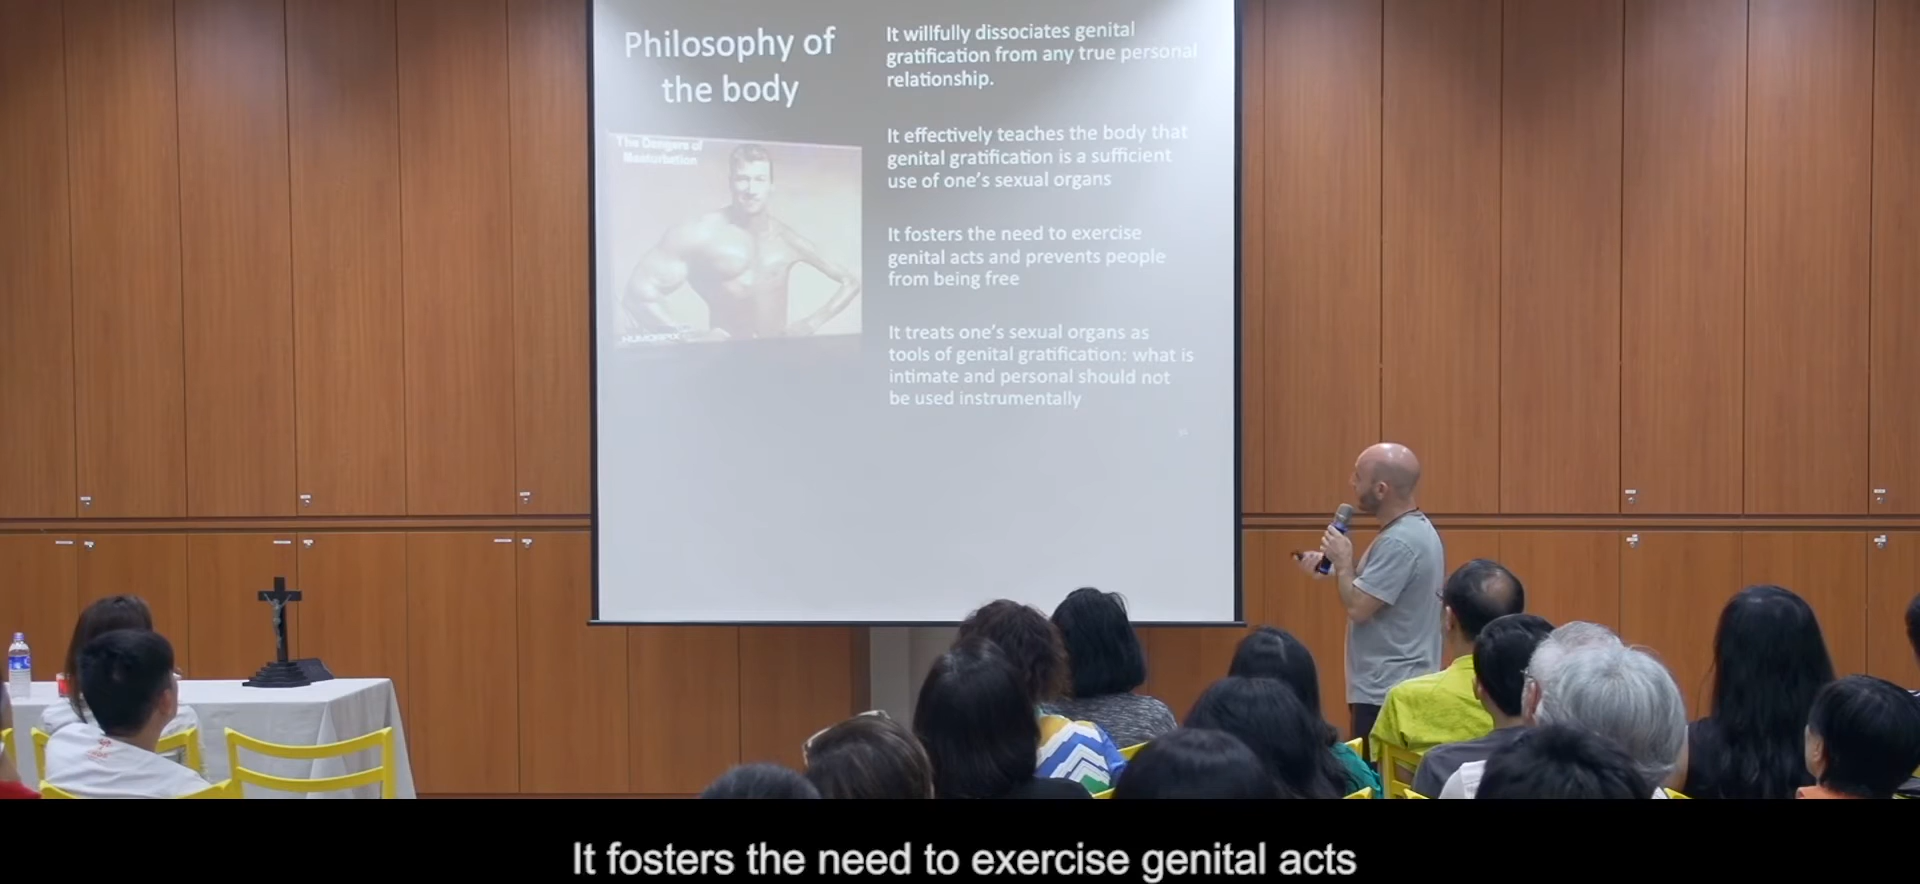 Philosophy of
the body
The Dangers of
Masturbation
It willfully dissociates genital
gratification from any true personal
relationship.
It effectively teaches the body that
genital gratification is a sufficient
use of one's sexual organs
It fosters the need to exercise
genital acts and prevents people
from being free
It treats one's sexual organs as
tools of genital gratification: what is
intimate and personal should not
be used instrumentally
It fosters the need to exercise genital acts